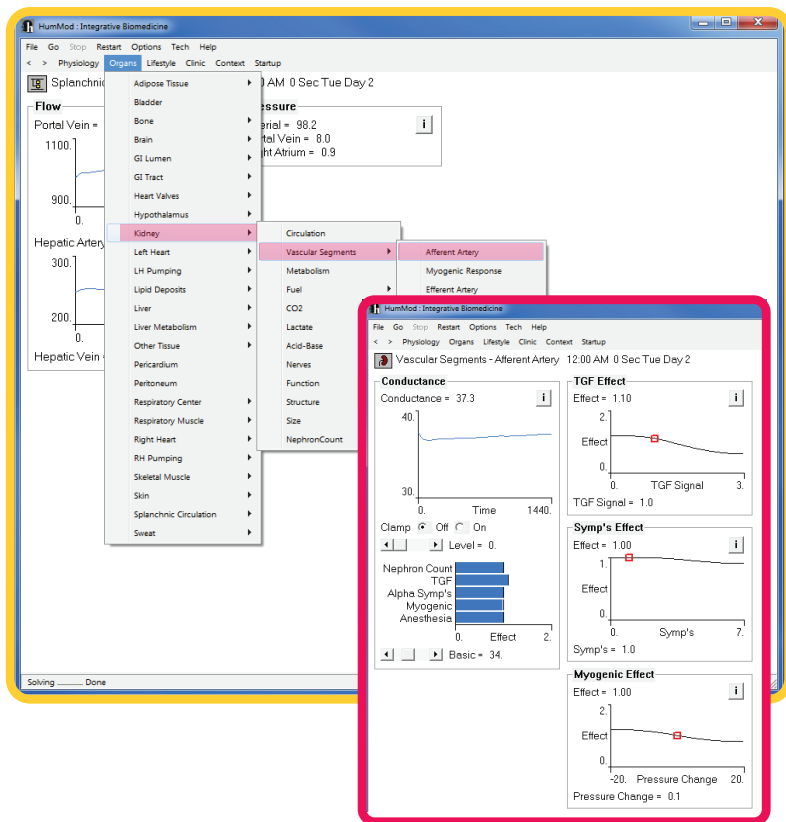 HumMod : Integrative Biomedicine
File Go Stop Restart Options Tech Help
< > Physiology Organs Lifestyle Clinic Context Startup
Splanchnic
AM 0 Sec Tue Day 2
Flow
Portal Vein =
1100.
900.
0.
Hepatic Artery
300.
200.
0.
Hepatic Vein
Adipose Tissue
Bladder
Bone
Brain
GI Lumen
GI Tract
Heart Valves
Hypothalamus
Kidney
Left Heart
LH Pumping
Lipid Deposits
Liver
Liver Metabolism
Other Tissue
Pericardium
Peritoneum
Respiratory Center
Respiratory Muscle
Right Heart
RH Pumping
Skeletal Muscle
Skin
Splanchnic Circulation
Sweat
essure
erial = 98.2
tal Vein = 8.0
ht Atrium = 0.9
i
Circulation
Vascular Segments
Metabolism
Fuel
CO2
Lactate
Acid-Base
Nerves
Function
Structure
Size
NephronCount
Afferent Artery
Myogenic Response
Efferent Artery
Solving _____ Done
HumMod : Integrative Biomedicine
File Go Stop Restart Options Tech Help
< > Physiology Organs Lifestyle Clinic Context Startup
Vascular Segments - Afferent Artery 12:00 AM 0 Sec Tue Day 2
Conductance
Conductance = 37.3 i
40.
30.
0. Time 1440.
Clamp Off On
Level = 0.
Nephron Count
TGF
Alpha Symp's
Myogenic
Anesthesia
0. Effect 2.
Basic = 34.
TGF Effect
Effect = 1.10 i
2.
Effect
0.
0. TGF Signal 3.
TGF Signal = 1.0
Symp's Effect
Effect = 1.00 i
1.
Effect
0.
0. Symp's 7.
Symp's = 1.0
Myogenic Effect
Effect = 1.00 i
2.
Effect
0.
-20. Pressure Change 20.
Pressure Change = 0.1